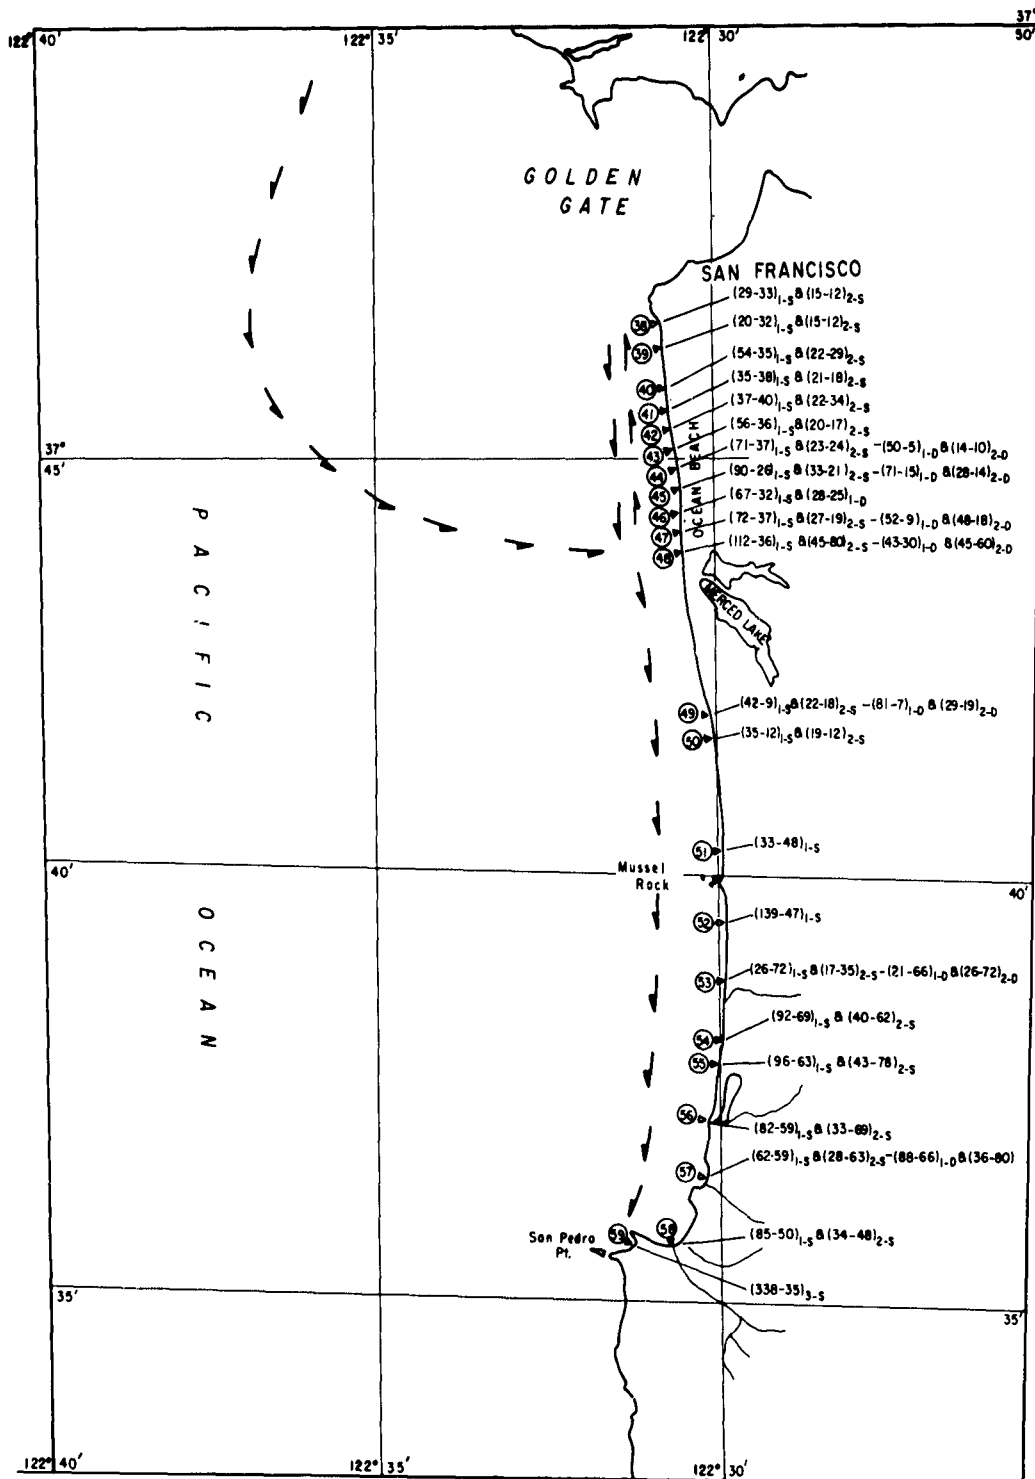 37°
122° 40′ 122° 35′ 122° 30′ 50′
GOLDEN
GATE
SAN FRANCISCO
38 (29-33)1-S & (15-12)2-S
39 (20-32)1-S & (15-12)2-S
40 (54-35)1-S & (22-29)2-S
41 (35-38)1-S & (21-18)2-S
42 (37-40)1-S & (22-34)2-S
43 (56-36)1-S & (20-17)2-S
37°
45′
44 (71-37)1-S & (23-24)2-S -(50-5)1-D & (14-10)2-D
45 (90-26)1-S & (33-21)2-S -(71-15)1-D & (28-14)2-D
46 (67-32)1-S & (28-25)1-D
47 (72-37)1-S & (27-19)2-S -(52-9)1-D & (48-18)2-D
48 (112-36)1-S & (45-80)2-S -(43-30)1-D & (45-60)2-D
OCEAN BEACH
MERCED LAKE
PACIFIC
OCEAN
49 (42-9)1-S & (22-18)2-S -(81-7)1-D & (29-19)2-D
50 (35-12)1-S & (19-12)2-S
51 (33-48)1-S
40′ 40′
Mussel
Rock
52 (139-47)1-S
53 (26-72)1-S & (17-35)2-S -(21-66)1-D & (26-72)2-D
54 (92-69)1-S & (40-62)2-S
55 (96-63)1-S & (43-78)2-S
56 (82-59)1-S & (33-69)2-S
57 (62-59)1-S & (28-63)2-S -(88-66)1-D & (36-80)
58 (85-50)1-S & (34-48)2-S
San Pedro
Pt.
59 (338-35)3-S
35′ 35′
122° 40′ 122° 35′ 122° 30′